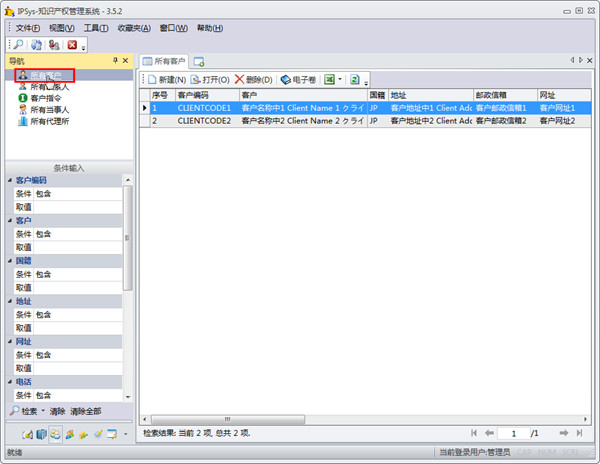 IPSys-知识产权管理系统 - 3.5.2
文件(F) 视图(V) 工具(T) 收藏夹(A) 窗口(W) 帮助(H)
导航
所有客户
所有联系人
客户指令
所有当事人
所有代理所
条件输入
客户编码
条件 包含
取值
客户
条件 包含
取值
国籍
条件 包含
取值
地址
条件 包含
取值
网址
条件 包含
取值
电话
条件 包含
检索 清除 清除全部
所有客户
新建(N) 打开(O) 删除(D) 电子卷
序号 客户编码 客户 国籍 地址 邮政信箱 网址
1 CLIENTCODE1 客户名称中1 Client Name 1 クライ JP 客户地址中1 Client Adc 客户邮政信箱1 客户网址1
2 CLIENTCODE2 客户名称中2 Client Name 2 クライ JP 客户地址中2 Client Adc 客户邮政信箱2 客户网址2
检索结果: 当前 2 项, 总共 2 项.
1 /1
就绪
当前登录用户:管理员 CAP NUM SCRL